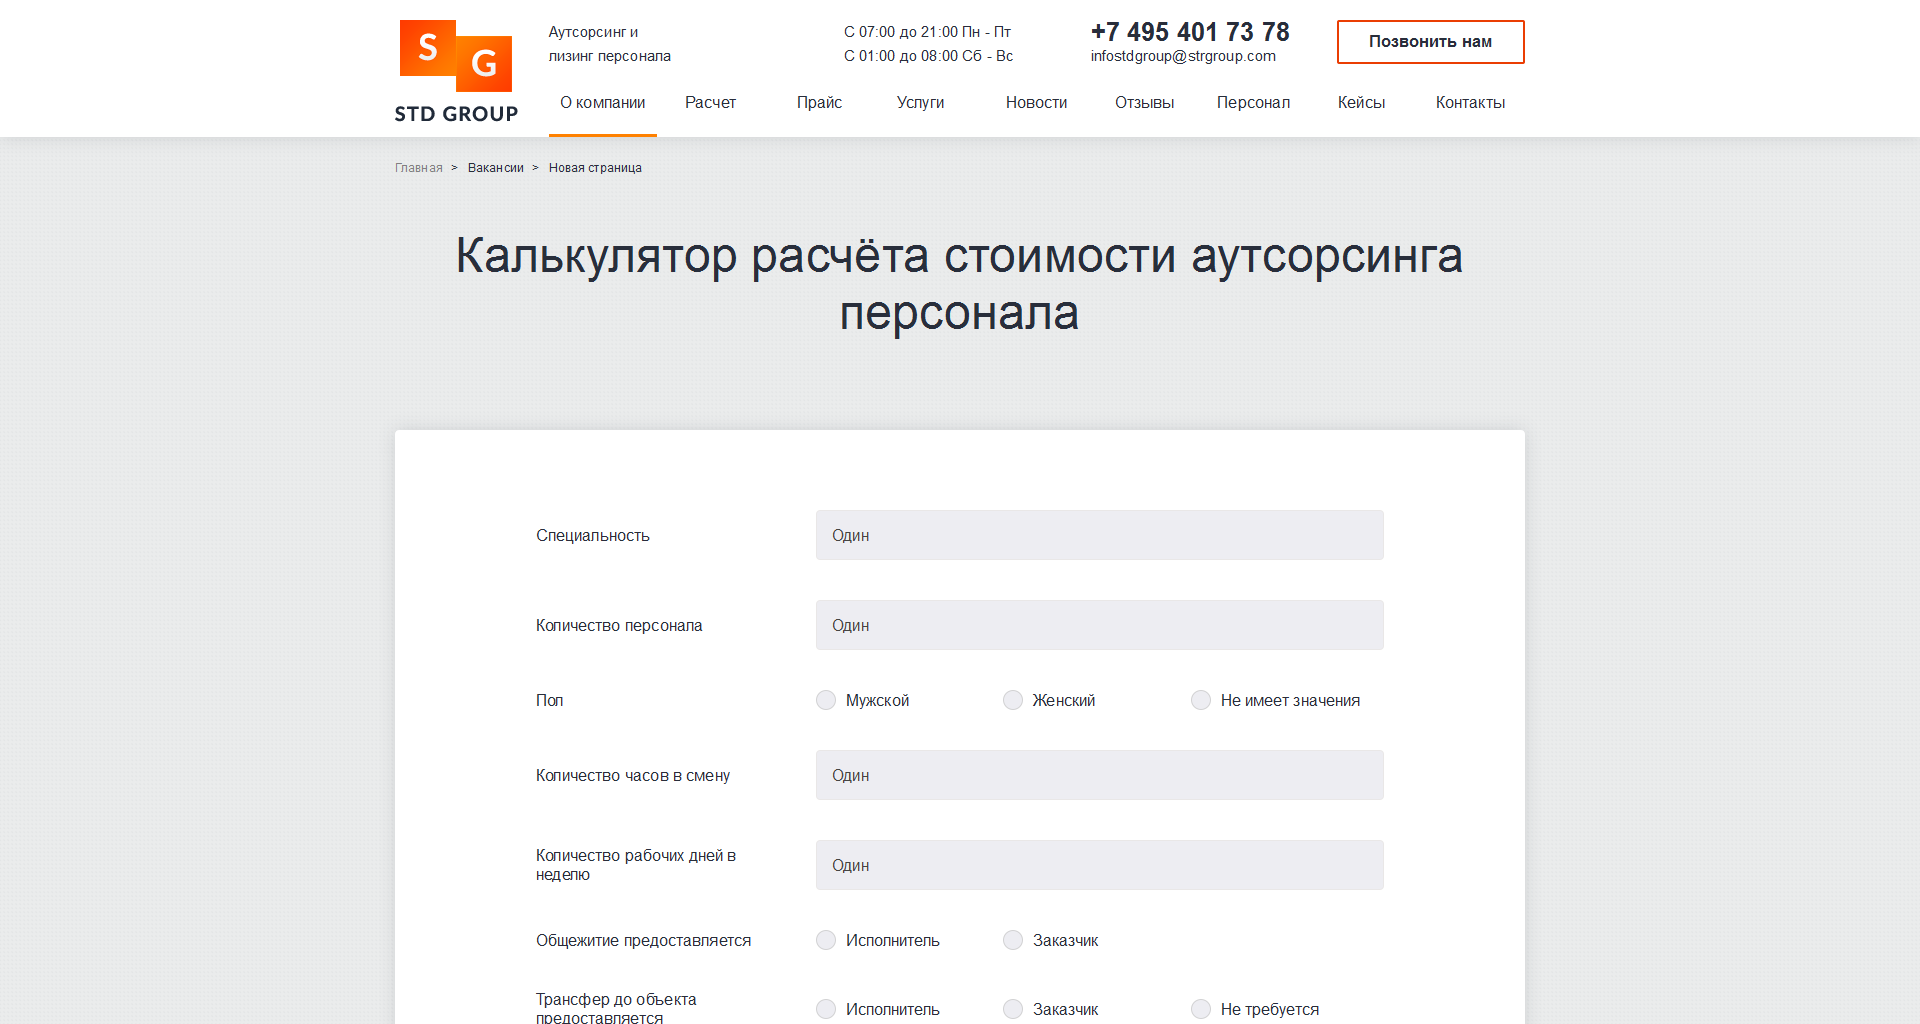 S
G
STD GROUP
Аутсорсинг и
лизинг персонала
С 07:00 до 21:00 Пн - Пт
С 01:00 до 08:00 Сб - Вс
+7 495 401 73 78
infostdgroup@strgroup.com
Позвонить нам
О компании Расчет Прайс Услуги Новости Отзывы Персонал Кейсы Контакты
Главная > Вакансии > Новая страница
Калькулятор расчёта стоимости аутсорсинга
персонала
Специальность Один
Количество персонала Один
Пол Мужской Женский Не имеет значения
Количество часов в смену Один
Количество рабочих дней в
неделю
Один
Общежитие предоставляется Исполнитель Заказчик
Трансфер до объекта
предоставляется
Исполнитель Заказчик Не требуется